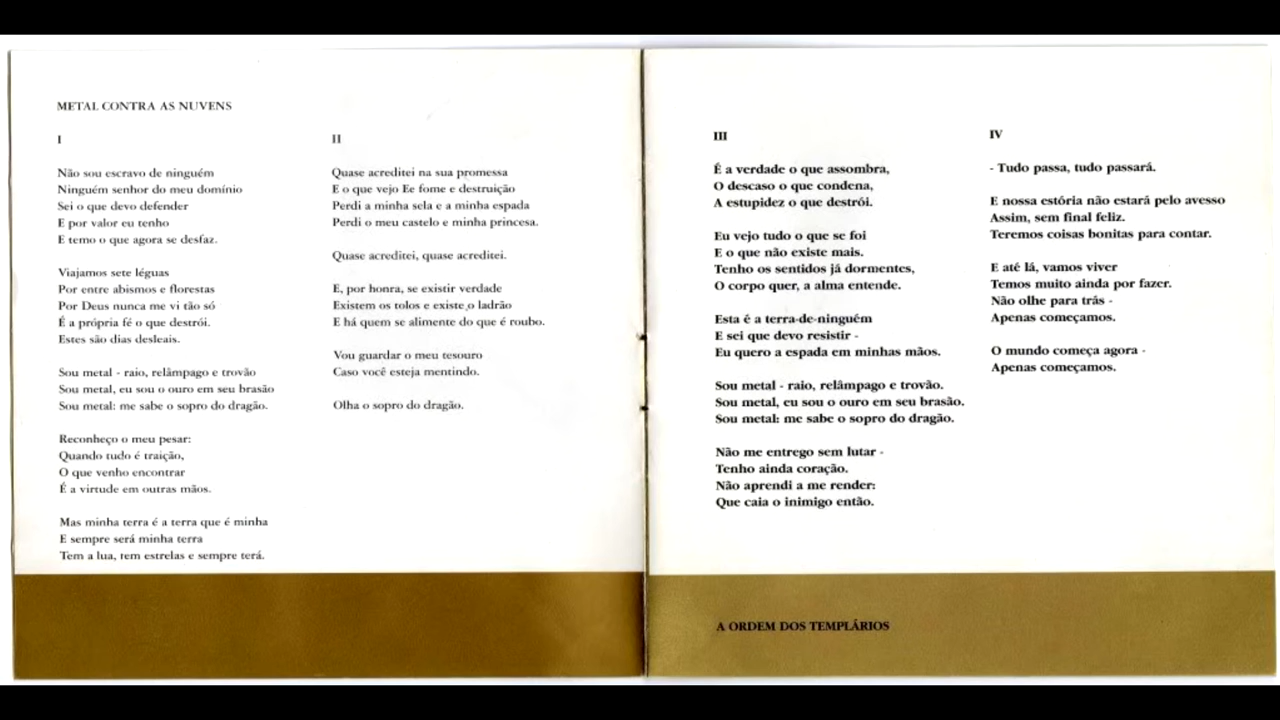 METAL CONTRA AS NUVENS
I
Não sou escravo de ninguém
Ninguém senhor do meu domínio
Sei o que devo defender
E por valor eu tenho
E temo o que agora se desfaz.
Viajamos sete léguas
Por entre abismos e florestas
Por Deus nunca me vi tão só
É a própria fé o que destrói.
Estes são dias desleais.
Sou metal - raio, relâmpago e trovão
Sou metal, eu sou o ouro em seu brasão
Sou metal: me sabe o sopro do dragão.
Reconheço o meu pesar:
Quando tudo é traição,
O que venho encontrar
É a virtude em outras mãos.
Mas minha terra é a terra que é minha
E sempre será minha terra
Tem a lua, tem estrelas e sempre terá.
II
Quase acreditei na sua promessa
E o que vejo Ee fome e destruição
Perdi a minha sela e a minha espada
Perdi o meu castelo e minha princesa.
Quase acreditei, quase acreditei.
E, por honra, se existir verdade
Existem os tolos e existe o ladrão
E há quem se alimente do que é roubo.
Vou guardar o meu tesouro
Caso você esteja mentindo.
Olha o sopro do dragão.
III
É a verdade o que assombra,
O descaso o que condena,
A estupidez o que destrói.
Eu vejo tudo o que se foi
E o que não existe mais.
Tenho os sentidos já dormentes,
O corpo quer, a alma entende.
Esta é a terra-de-ninguém
E sei que devo resistir -
Eu quero a espada em minhas mãos.
Sou metal - raio, relâmpago e trovão.
Sou metal, eu sou o ouro em seu brasão.
Sou metal: me sabe o sopro do dragão.
Não me entrego sem lutar -
Tenho ainda coração.
Não aprendi a me render:
Que caia o inimigo então.
IV
- Tudo passa, tudo passará.
E nossa estória não estará pelo avesso
Assim, sem final feliz.
Teremos coisas bonitas para contar.
E até lá, vamos viver
Temos muito ainda por fazer.
Não olhe para trás -
Apenas começamos.
O mundo começa agora -
Apenas começamos.
A ORDEM DOS TEMPLÁRIOS